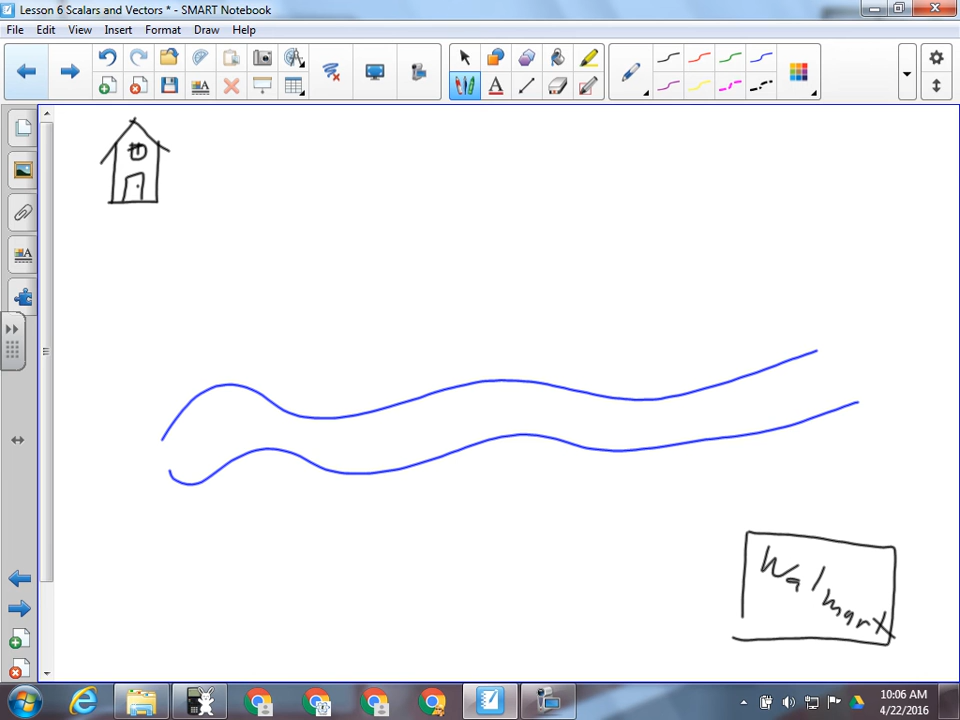 Lesson 6 Scalars and Vectors * - SMART Notebook
File Edit View Insert Format Draw Help
Walmart
10:06 AM
4/22/2016